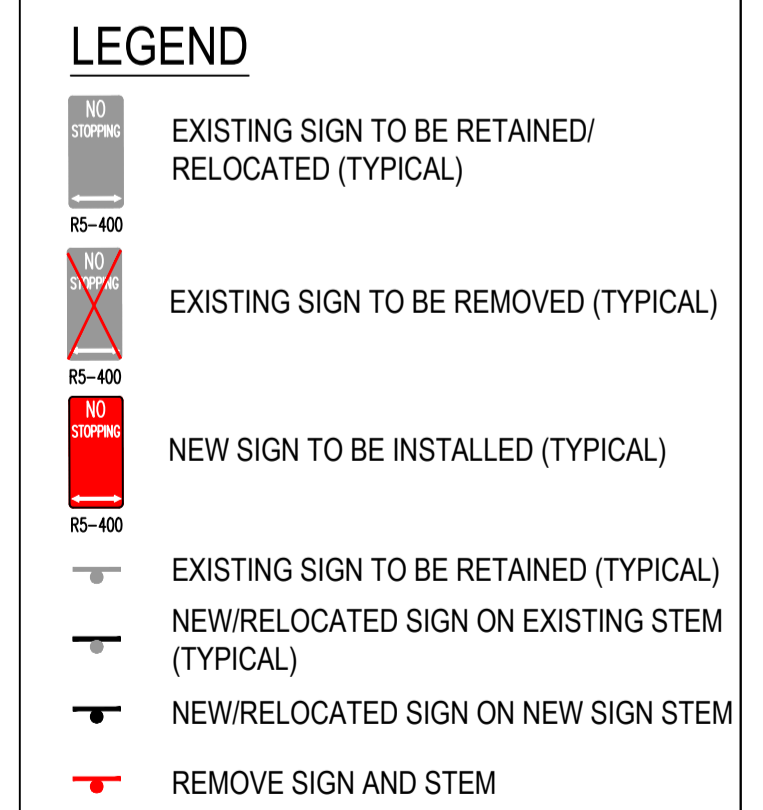 LEGEND
NO
STOPPING
R5-400
EXISTING SIGN TO BE RETAINED/
RELOCATED (TYPICAL)
NO
STOPPING
R5-400
EXISTING SIGN TO BE REMOVED (TYPICAL)
NO
STOPPING
R5-400
NEW SIGN TO BE INSTALLED (TYPICAL)
EXISTING SIGN TO BE RETAINED (TYPICAL)
NEW/RELOCATED SIGN ON EXISTING STEM
(TYPICAL)
NEW/RELOCATED SIGN ON NEW SIGN STEM
REMOVE SIGN AND STEM